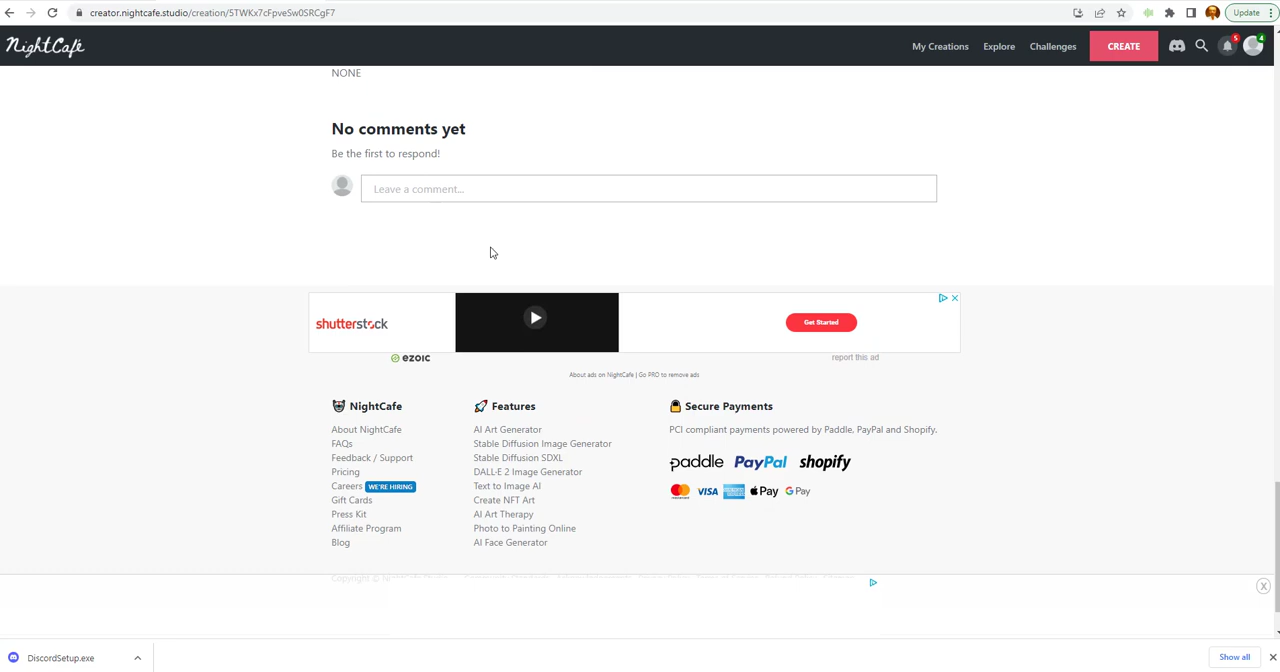 creator.nightcafe.studio/creation/5TWKx7cFpveSw0SRCgF7
Update
NightCafe
My Creations
Explore
Challenges
CREATE
5
4
NONE
No comments yet
Be the first to respond!
Leave a comment...
shutterstock
Get Started
ezoic
report this ad
About ads on NightCafe | Go PRO to remove ads
NightCafe
About NightCafe
FAQs
Feedback / Support
Pricing
Careers WE'RE HIRING
Gift Cards
Press Kit
Affiliate Program
Blog
Features
AI Art Generator
Stable Diffusion Image Generator
Stable Diffusion SDXL
DALL-E 2 Image Generator
Text to Image AI
Create NFT Art
AI Art Therapy
Photo to Painting Online
AI Face Generator
Secure Payments
PCI compliant payments powered by Paddle, PayPal and Shopify.
paddle PayPal shopify
VISA Pay G Pay
Copyright ©
DiscordSetup.exe
Show all